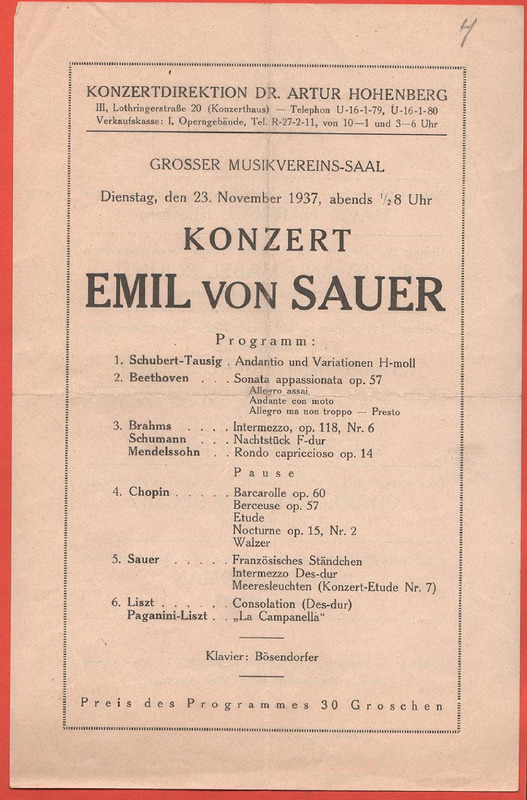 4
KONZERTDIREKTION DR. ARTUR HOHENBERG
III, Lothringerstraße 20 (Konzerthaus) — Telephon U-16-1-79, U-16-1-80
Verkaufskasse: I, Operngebäude, Tel. R-27-2-11, von 10—1 und 3—6 Uhr
GROSSER MUSIKVEREINS-SAAL
Dienstag, den 23. November 1937, abends ½8 Uhr
KONZERT
EMIL VON SAUER
Programm:
1. Schubert-Tausig . Andantio und Variationen H-moll
2. Beethoven . . . Sonata appassionata op. 57
Allegro assai
Andante con moto
Allegro ma non troppo — Presto
3. Brahms . . . . Intermezzo, op. 118, Nr. 6
Schumann . . . Nachtstück F-dur
Mendelssohn . . Rondo capriccioso op. 14
Pause
4. Chopin . . . . . Barcarolle op. 60
Berceuse op. 57
Etude
Nocturne op. 15, Nr. 2
Walzer
5. Sauer . . . . . Französisches Ständchen
Intermezzo Des-dur
Meeresleuchten (Konzert-Etude Nr. 7)
6. Liszt . . . . . . Consolation (Des-dur)
Paganini-Liszt . . „La Campanella"
Klavier: Bösendorfer
Preis des Programmes 30 Groschen